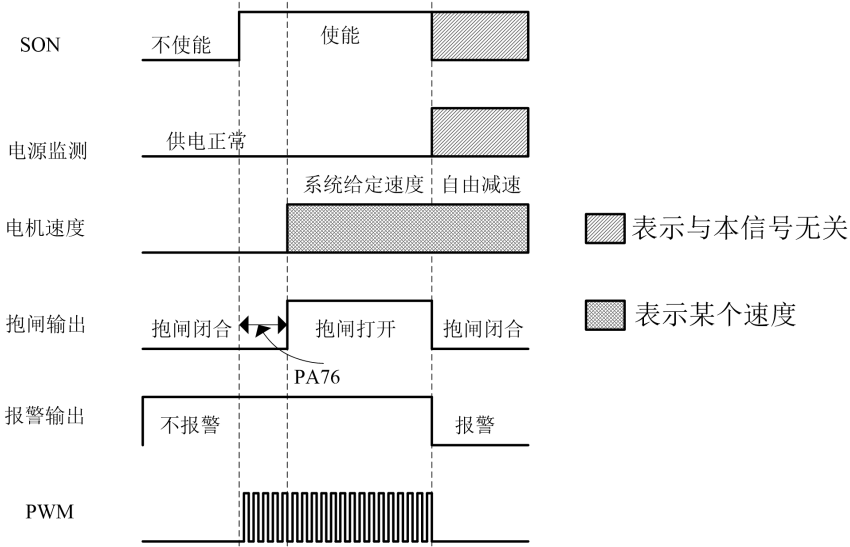 SON
不使能
使能
电源监测
供电正常
系统给定速度
自由减速
电机速度
表示与本信号无关
抱闸输出
抱闸闭合
抱闸打开
抱闸闭合
表示某个速度
PA76
报警输出
不报警
报警
PWM